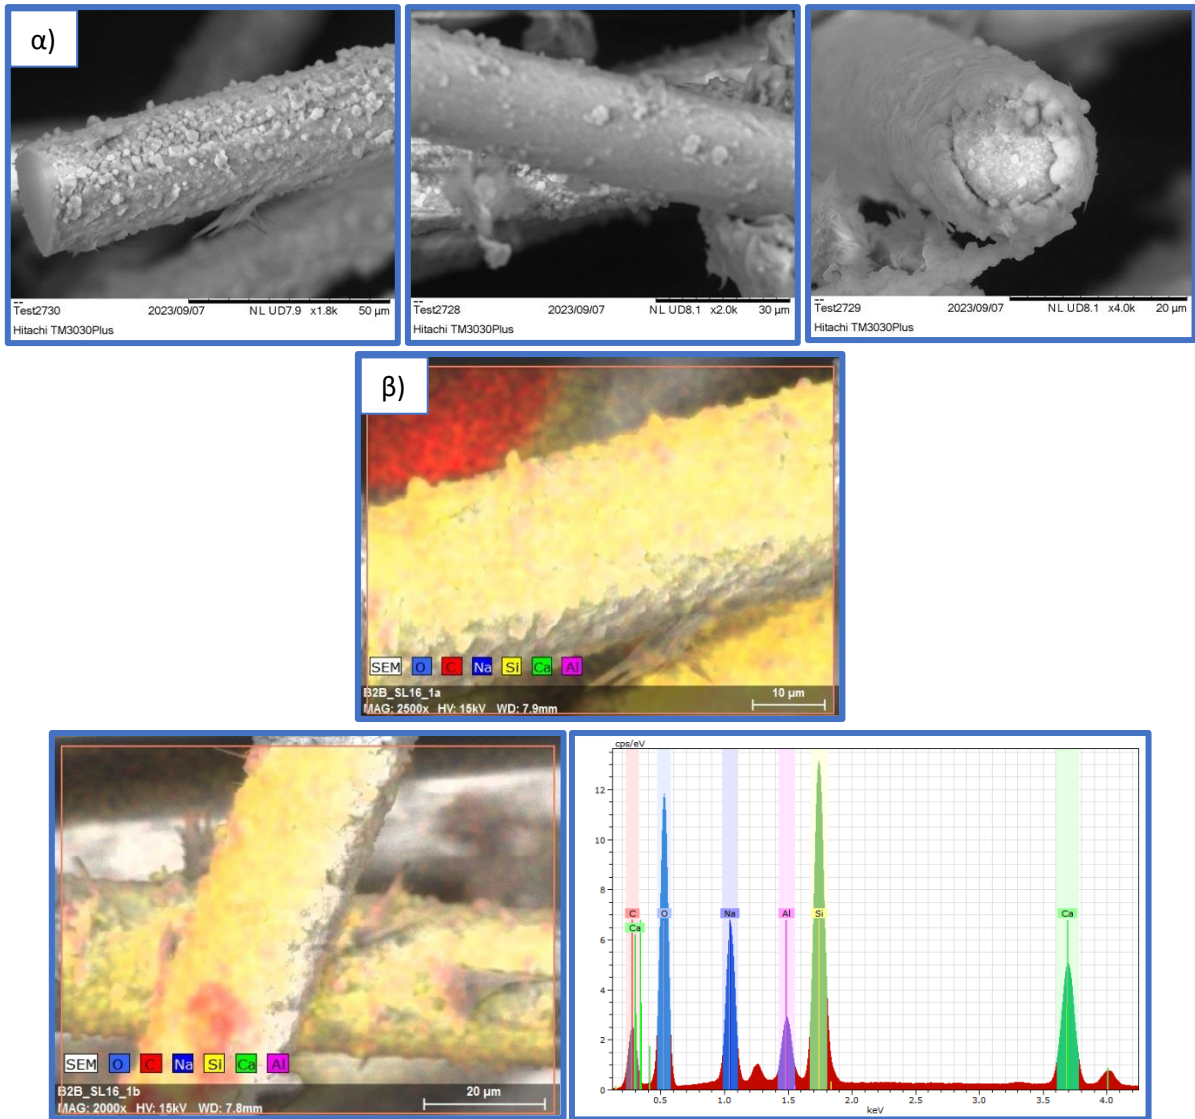 α)
Test2730 2023/09/07 NL UD7.9 x1.8k 50 µm
Hitachi TM3030Plus
Test2728 2023/09/07 NL UD8.1 x2.0k 30 µm
Hitachi TM3030Plus
Test2729 2023/09/07 NL UD8.1 x4.0k 20 µm
Hitachi TM3030Plus
β)
SEM O C Na Si Ca Al
B2B_SL16_1a
MAG: 2500x HV: 15kV WD: 7.9mm
10 µm
SEM O C Na Si Ca Al
B2B_SL16_1b
MAG: 2000x HV: 15kV WD: 7.8mm
20 µm
cps/eV
12
10
8
6
4
2
0
C O Na Al Si Ca
Ca
0.5 1.0 1.5 2.0 2.5 3.0 3.5 4.0
keV